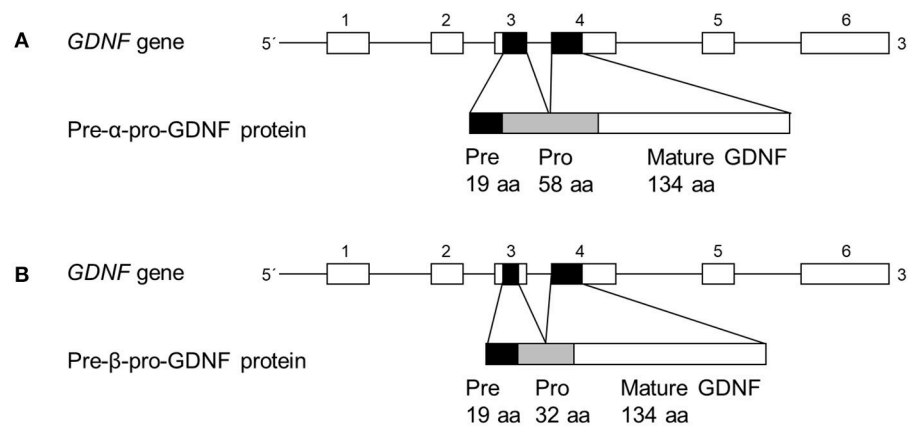 1 2 3 4 5 6
A GDNF gene 5´ 3
Pre-α-pro-GDNF protein
Pre Pro Mature GDNF
19 aa 58 aa 134 aa
1 2 3 4 5 6
B GDNF gene 5´ 3
Pre-β-pro-GDNF protein
Pre Pro Mature GDNF
19 aa 32 aa 134 aa